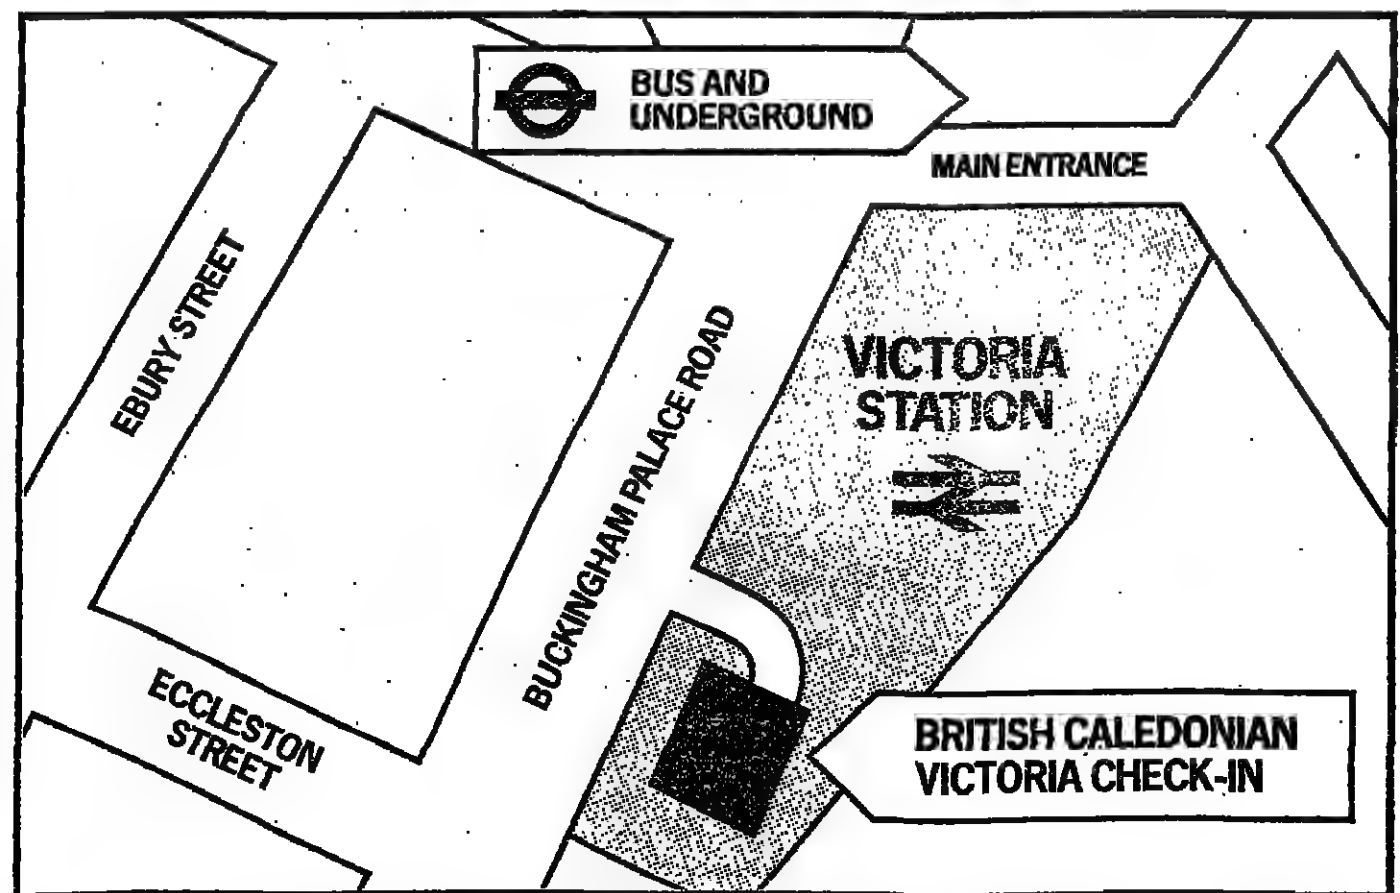 BUS AND
UNDERGROUND
MAIN ENTRANCE
EBURY STREET
VICTORIA
STATION
BUCKINGHAM PALACE ROAD
ECCLESTON
STREET
BRITISH CALEDONIAN
VICTORIA CHECK-IN